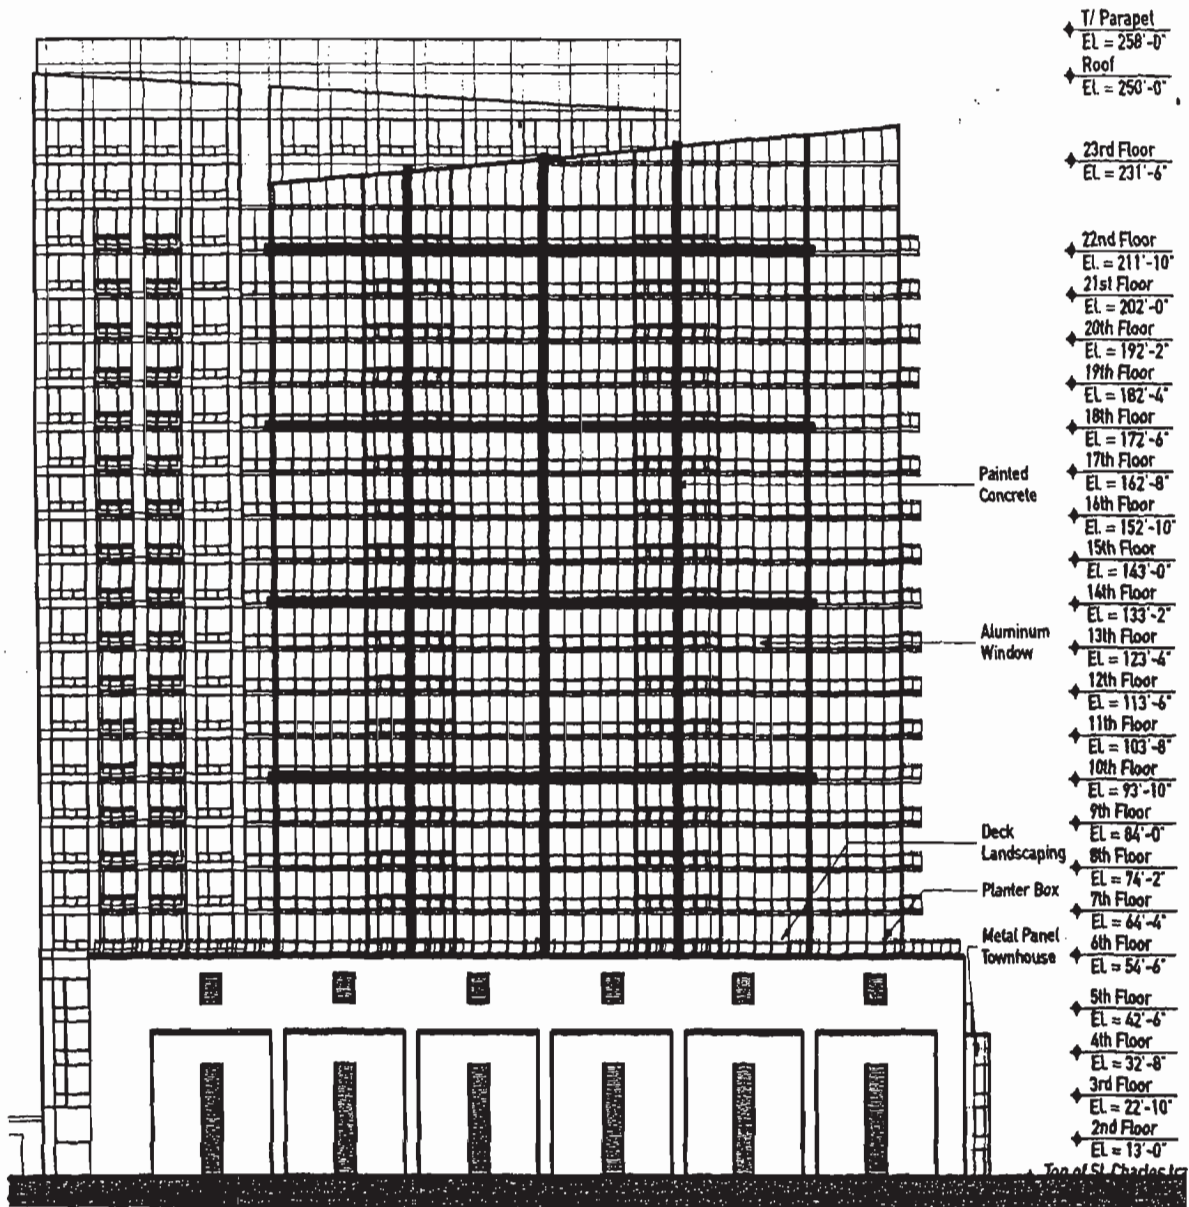 T/ Parapet
El = 258'-0"
Roof
El = 250'-0"
23rd Floor
El = 231'-6"
22nd Floor
El. = 211'-10"
21st Floor
El = 202'-0"
20th Floor
El = 192'-2"
19th Floor
El = 182'-4"
18th Floor
El = 172'-6"
17th Floor
El = 162'-8"
16th Floor
El. = 152'-10"
15th Floor
El = 143'-0"
14th Floor
El = 133'-2"
13th Floor
El = 123'-4"
12th Floor
El = 113'-6"
11th Floor
El = 103'-8"
10th Floor
El = 93'-10"
9th Floor
El = 84'-0"
8th Floor
El = 74'-2"
7th Floor
El = 64'-4"
6th Floor
El = 54'-6"
5th Floor
El = 42'-6"
4th Floor
El = 32'-8"
3rd Floor
El = 22'-10"
2nd Floor
El = 13'-0"
Top of St. Charles
Painted
Concrete
Aluminum
Window
Deck
Landscaping
Planter Box
Metal Panel
Townhouse